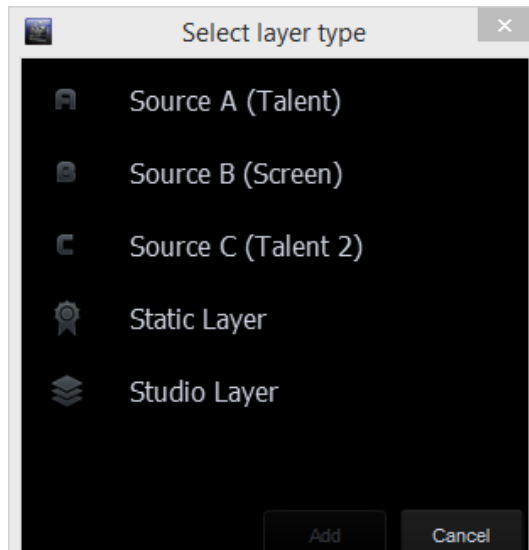 Select layer type
A Source A (Talent)
B Source B (Screen)
C Source C (Talent 2)
Static Layer
Studio Layer
Add Cancel